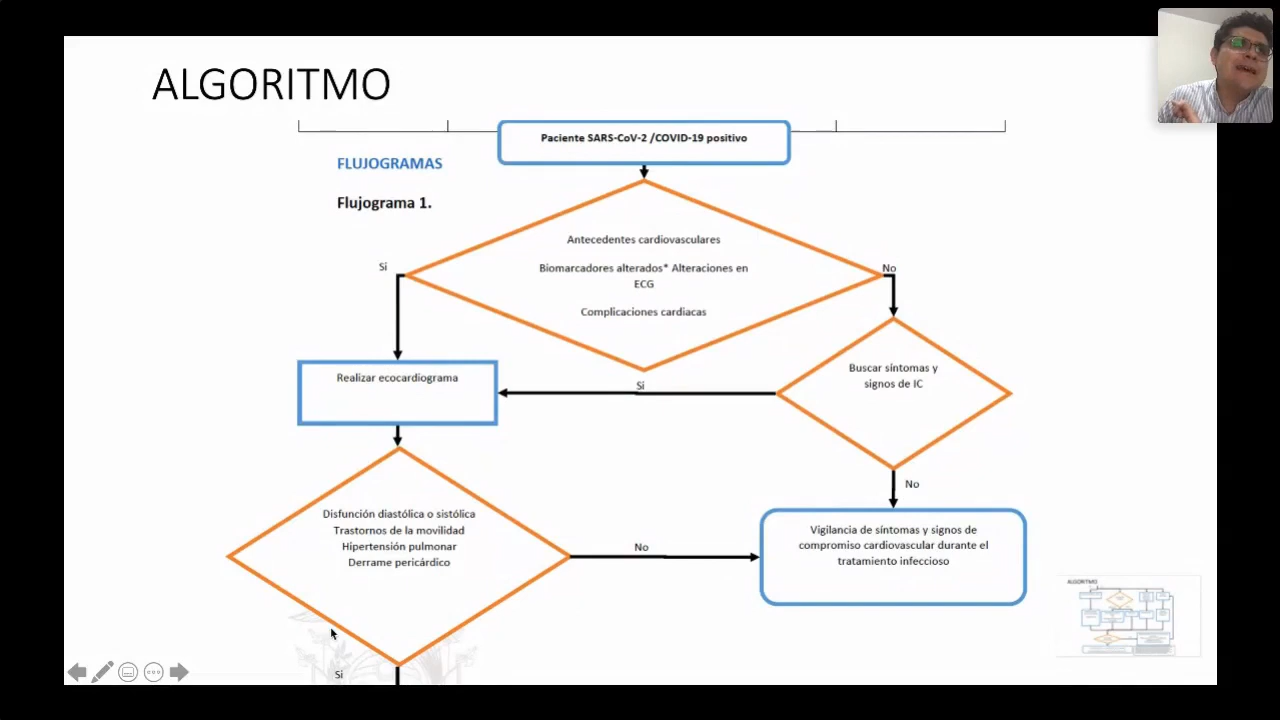 ALGORITMO
Paciente SARS-CoV-2 /COVID-19 positivo
FLUJOGRAMAS
Flujograma 1.
Antecedentes cardiovasculares
Biomarcadores alterados* Alteraciones en
ECG
Complicaciones cardiacas
Si
No
Buscar síntomas y
signos de IC
Realizar ecocardiograma
Si
No
Disfunción diastólica o sistólica
Trastornos de la movilidad
Hipertensión pulmonar
Derrame pericárdico
No
Vigilancia de síntomas y signos de
compromiso cardiovascular durante el
tratamiento infeccioso
Si
ALGORITMO